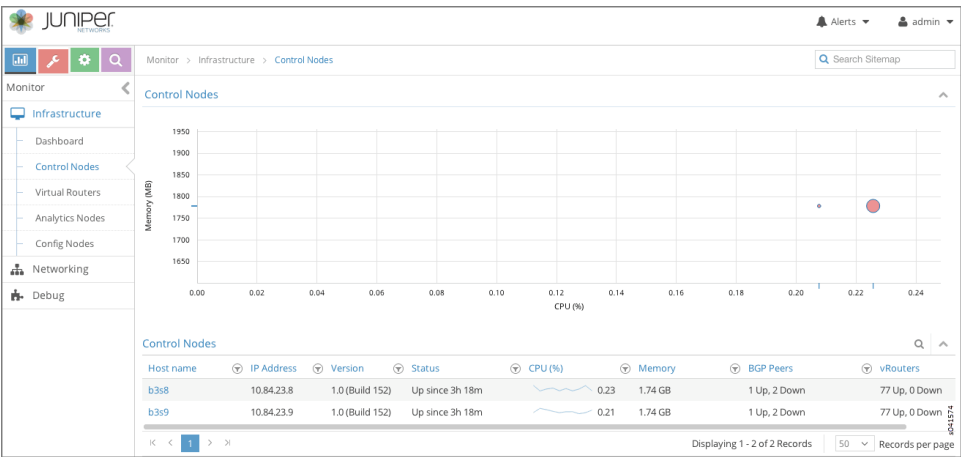 JUNIPER
NETWORKS
Alerts
admin
Monitor > Infrastructure > Control Nodes
Search Sitemap
Monitor
Infrastructure
Dashboard
Control Nodes
Virtual Routers
Analytics Nodes
Config Nodes
Networking
Debug
Control Nodes
Memory (MB)
1950
1900
1850
1800
1750
1700
1650
0.00 0.02 0.04 0.06 0.08 0.10 0.12 0.14 0.16 0.18 0.20 0.22 0.24
CPU (%)
Control Nodes
Host name IP Address Version Status CPU (%) Memory BGP Peers vRouters
b3s8 10.84.23.8 1.0 (Build 152) Up since 3h 18m 0.23 1.74 GB 1 Up, 2 Down 77 Up, 0 Down
b3s9 10.84.23.9 1.0 (Build 152) Up since 3h 18m 0.21 1.74 GB 1 Up, 2 Down 77 Up, 0 Down
1
Displaying 1 - 2 of 2 Records 50 Records per page
s041574